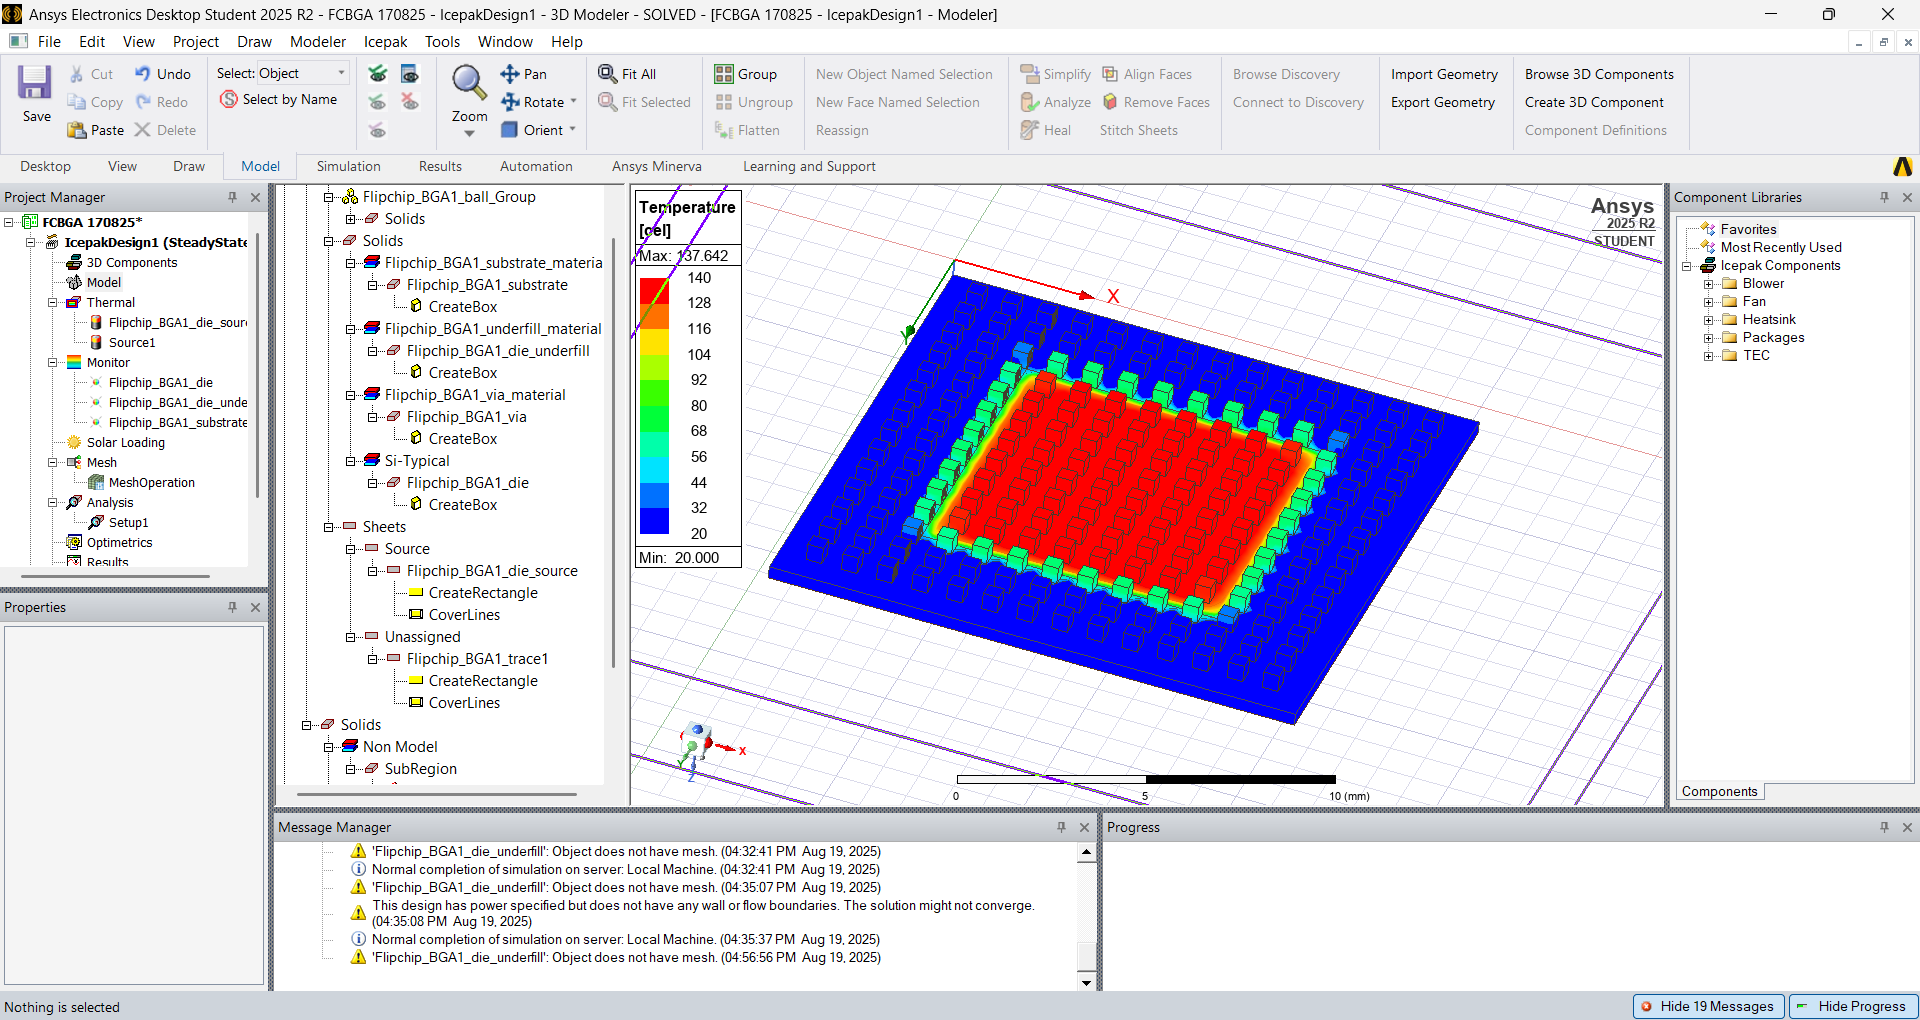 Ansys Electronics Desktop Student 2025 R2 - FCBGA 170825 - IcepakDesign1 - 3D Modeler - SOLVED - [FCBGA 170825 - IcepakDesign1 - Modeler]
File Edit View Project Draw Modeler Icepak Tools Window Help
Save
Cut
Copy
Paste
Undo
Redo
Delete
Select: Object
Select by Name
Zoom
Pan
Rotate
Orient
Fit All
Fit Selected
Group
Ungroup
Flatten
New Object Named Selection
New Face Named Selection
Reassign
Simplify
Analyze
Heal
Align Faces
Remove Faces
Stitch Sheets
Browse Discovery
Connect to Discovery
Import Geometry
Export Geometry
Browse 3D Components
Create 3D Component
Component Definitions
Desktop View Draw Model Simulation Results Automation Ansys Minerva Learning and Support
Project Manager
FCBGA 170825*
IcepakDesign1 (SteadyState
3D Components
Model
Thermal
Flipchip_BGA1_die_sour
Source1
Monitor
Flipchip_BGA1_die
Flipchip_BGA1_die_unde
Flipchip_BGA1_substrate
Solar Loading
Mesh
MeshOperation
Analysis
Setup1
Optimetrics
Results
Properties
Flipchip_BGA1_ball_Group
Solids
Solids
Flipchip_BGA1_substrate_materia
Flipchip_BGA1_substrate
CreateBox
Flipchip_BGA1_underfill_material
Flipchip_BGA1_die_underfill
CreateBox
Flipchip_BGA1_via_material
Flipchip_BGA1_via
CreateBox
Si-Typical
Flipchip_BGA1_die
CreateBox
Sheets
Source
Flipchip_BGA1_die_source
CreateRectangle
CoverLines
Unassigned
Flipchip_BGA1_trace1
CreateRectangle
CoverLines
Solids
Non Model
SubRegion
Temperature
[cel]
Max: 137.642
140
128
116
104
92
80
68
56
44
32
20
Min: 20.000
X
Y
Ansys
2025 R2
STUDENT
X
Y
Z
0 5 10 (mm)
Component Libraries
Favorites
Most Recently Used
Icepak Components
Blower
Fan
Heatsink
Packages
TEC
Components
Message Manager
'Flipchip_BGA1_die_underfill': Object does not have mesh. (04:32:41 PM Aug 19, 2025)
Normal completion of simulation on server: Local Machine. (04:32:41 PM Aug 19, 2025)
'Flipchip_BGA1_die_underfill': Object does not have mesh. (04:35:07 PM Aug 19, 2025)
This design has power specified but does not have any wall or flow boundaries. The solution might not converge.
(04:35:08 PM Aug 19, 2025)
Normal completion of simulation on server: Local Machine. (04:35:37 PM Aug 19, 2025)
'Flipchip_BGA1_die_underfill': Object does not have mesh. (04:56:56 PM Aug 19, 2025)
Progress
Nothing is selected
Hide 19 Messages
Hide Progress